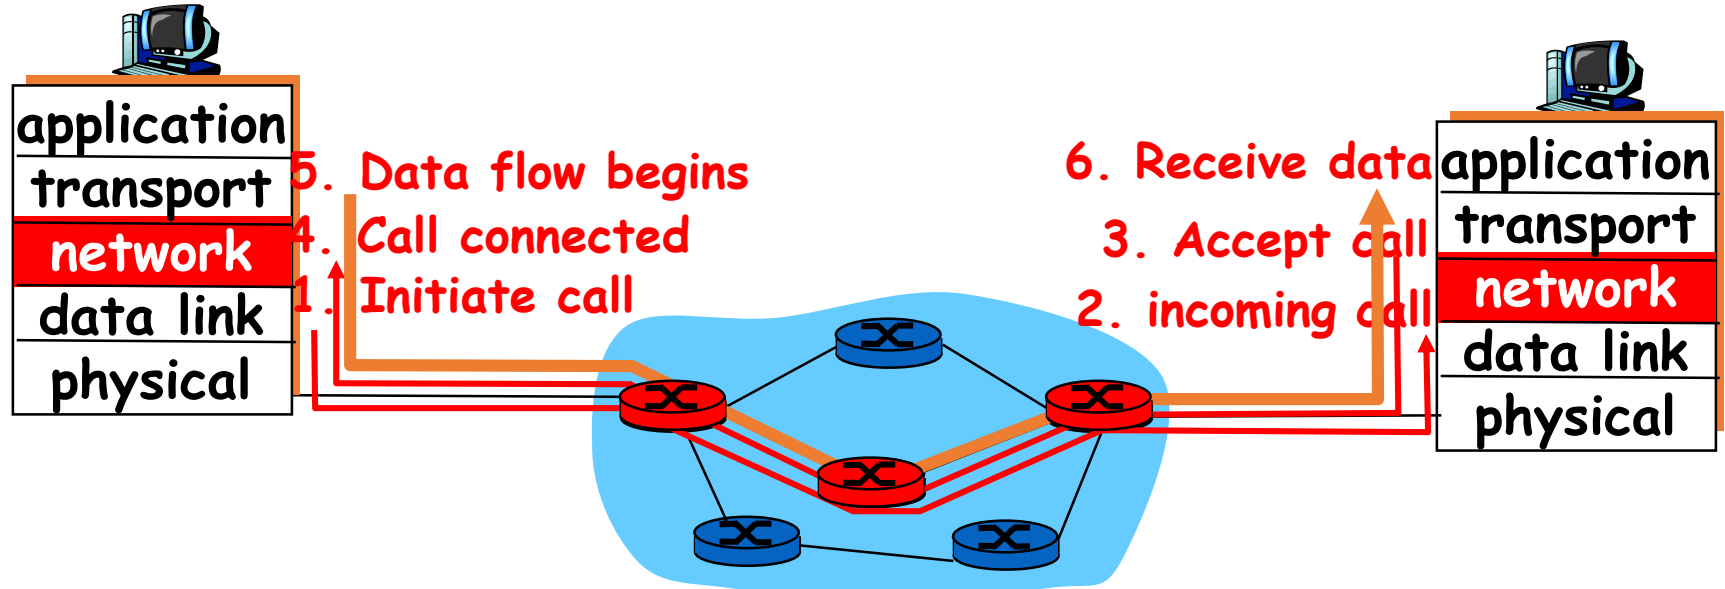 application
transport
network
data link
physical
5. Data flow begins
4. Call connected
1. Initiate call
6. Receive data
3. Accept call
2. incoming call
application
transport
network
data link
physical